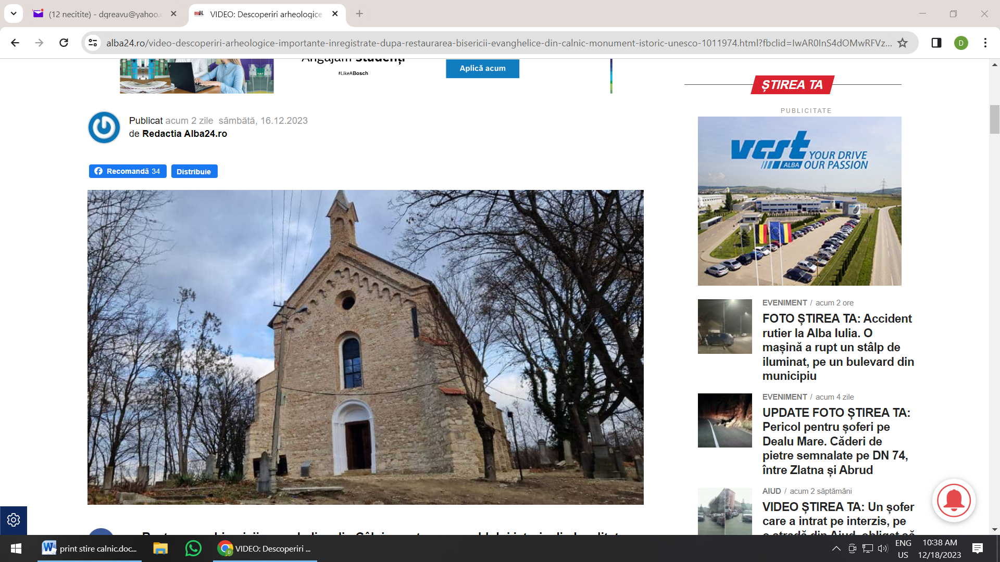 (12 necitite) - dgreavu@yahoo.
VIDEO: Descoperiri arheologice
alba24.ro/video-descoperiri-arheologice-importante-inregistrate-dupa-restaurarea-bisericii-evanghelice-din-calnic-monument-istoric-unesco-1011974.html?fbclid=IwAR0InS4dOMwRFVz...
D
Angajăm studenți
#LikeABosch
Aplică acum
Publicat acum 2 zile sâmbătă, 16.12.2023
de Redactia Alba24.ro
Recomandă 34
Distribuie
ȘTIREA TA
PUBLICITATE
vcst YOUR DRIVE
ALBA OUR PASSION
EVENIMENT / acum 2 ore
FOTO ȘTIREA TA: Accident
rutier la Alba Iulia. O
mașină a rupt un stâlp de
iluminat, pe un bulevard din
municipiu
EVENIMENT / acum 4 zile
UPDATE FOTO ȘTIREA TA:
Pericol pentru șoferi pe
Dealu Mare. Căderi de
pietre semnalate pe DN 74,
între Zlatna și Abrud
AIUD / acum 2 săptămâni
VIDEO ȘTIREA TA: Un șofer
care a intrat pe interzis, pe
o stradă din Aiud, obligat să
print stire calnic.doc...
VIDEO: Descoperiri ...
ENG
US
10:38 AM
12/18/2023